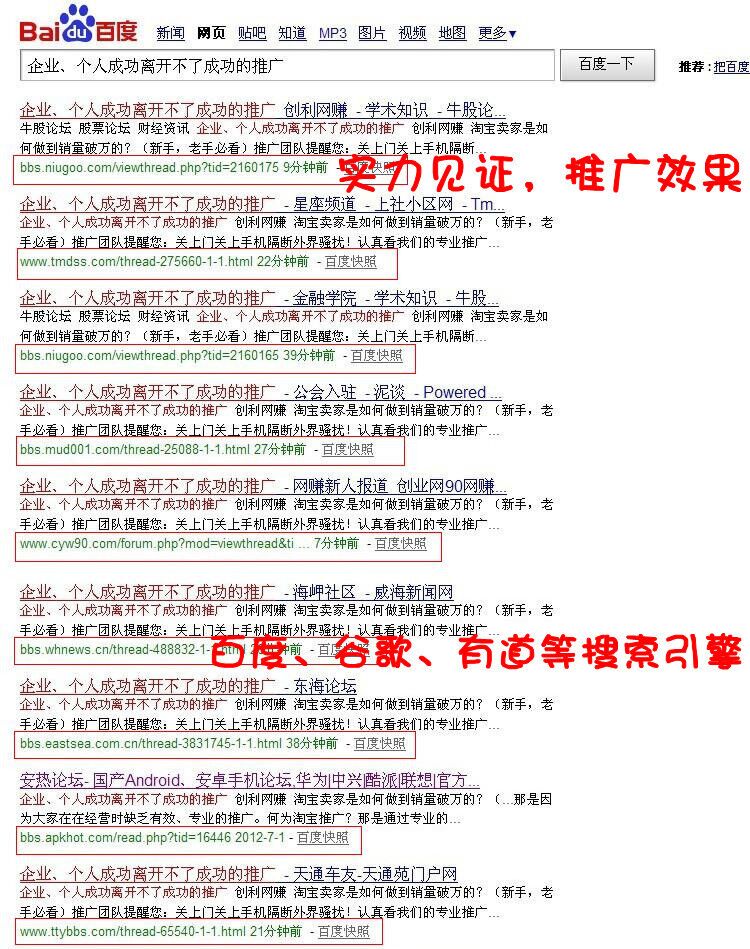 Bai du 百度
新闻 网页 贴吧 知道 MP3 图片 视频 地图 更多▼
企业、个人成功离开不了成功的推广
百度一下
推荐:把百度
企业、个人成功离开不了成功的推广 创利网赚 - 学术知识 - 牛股论...
牛股论坛 股票论坛 财经资讯 企业、个人成功离开不了成功的推广 创利网赚 淘宝卖家是如
何做到销量破万的?(新手,老手必看)推广团队提醒您:关上门关上手机隔断...
bbs.niugoo.com/viewthread.php?tid=2160175 9分钟前 - 百度快照
实力见证,推广效果
企业、个人成功离开不了成功的推广 - 星座频道 - 上社小区网 - Tm...
企业、个人成功离开不了成功的推广 创利网赚 淘宝卖家是如何做到销量破万的?(新手,老
手必看)推广团队提醒您:关上门关上手机隔断外界骚扰!认真看我们的专业推广...
www.tmdss.com/thread-275660-1-1.html 22分钟前 - 百度快照
企业、个人成功离开不了成功的推广 - 金融学院 - 学术知识 - 牛股...
牛股论坛 股票论坛 财经资讯 企业、个人成功离开不了成功的推广 创利网赚 淘宝卖家是如
何做到销量破万的?(新手,老手必看)推广团队提醒您:关上门关上手机隔断...
bbs.niugoo.com/viewthread.php?tid=2160165 39分钟前 - 百度快照
企业、个人成功离开不了成功的推广 - 公会入驻 - 泥谈 - Powered ...
企业、个人成功离开不了成功的推广 创利网赚 淘宝卖家是如何做到销量破万的?(新手,老
手必看)推广团队提醒您:关上门关上手机隔断外界骚扰!认真看我们的专业推广...
bbs.mud001.com/thread-25088-1-1.html 27分钟前 - 百度快照
企业、个人成功离开不了成功的推广 - 网赚新人报道 创业网90网赚...
企业、个人成功离开不了成功的推广 创利网赚 淘宝卖家是如何做到销量破万的?(新手,老
手必看)推广团队提醒您:关上门关上手机隔断外界骚扰!认真看我们的专业推广...
www.cyw90.com/forum.php?mod=viewthread&ti ... 7分钟前 - 百度快照
企业、个人成功离开不了成功的推广 - 海岬社区 - 威海新闻网
企业、个人成功离开不了成功的推广 创利网赚 淘宝卖家是如何做到销量破万的?(新手,老
手必看)推广团队提醒您:关上门关上手机隔断外界骚扰!认真看我们的专业推广...
bbs.whnews.cn/thread-488832-1-1.html 分钟前 - 百度快照
百度、谷歌、有道等搜索引擎
企业、个人成功离开不了成功的推广 - 东海论坛
企业、个人成功离开不了成功的推广 创利网赚 淘宝卖家是如何做到销量破万的?(新手,老
手必看)推广团队提醒您:关上门关上手机隔断外界骚扰!认真看我们的专业推广...
bbs.eastsea.com.cn/thread-3831745-1-1.html 38分钟前 - 百度快照
安热论坛- 国产Android、安卓手机论坛,华为|中兴|酷派|联想|官方...
企业、个人成功离开不了成功的推广 创利网赚 淘宝卖家是如何做到销量破万的?(...那是因
为大家在在经营时缺乏有效、专业的推广。何为淘宝推广?那是通过专业的...
bbs.apkhot.com/read.php?tid=16446 2012-7-1 - 百度快照
企业、个人成功离开不了成功的推广 - 天通车友-天通苑门户网
企业、个人成功离开不了成功的推广 创利网赚 淘宝卖家是如何做到销量破万的?(新手,老
手必看)推广团队提醒您:关上门关上手机隔断外界骚扰!认真看我们的专业推广...
www.ttybbs.com/thread-65540-1-1.html 21分钟前 - 百度快照